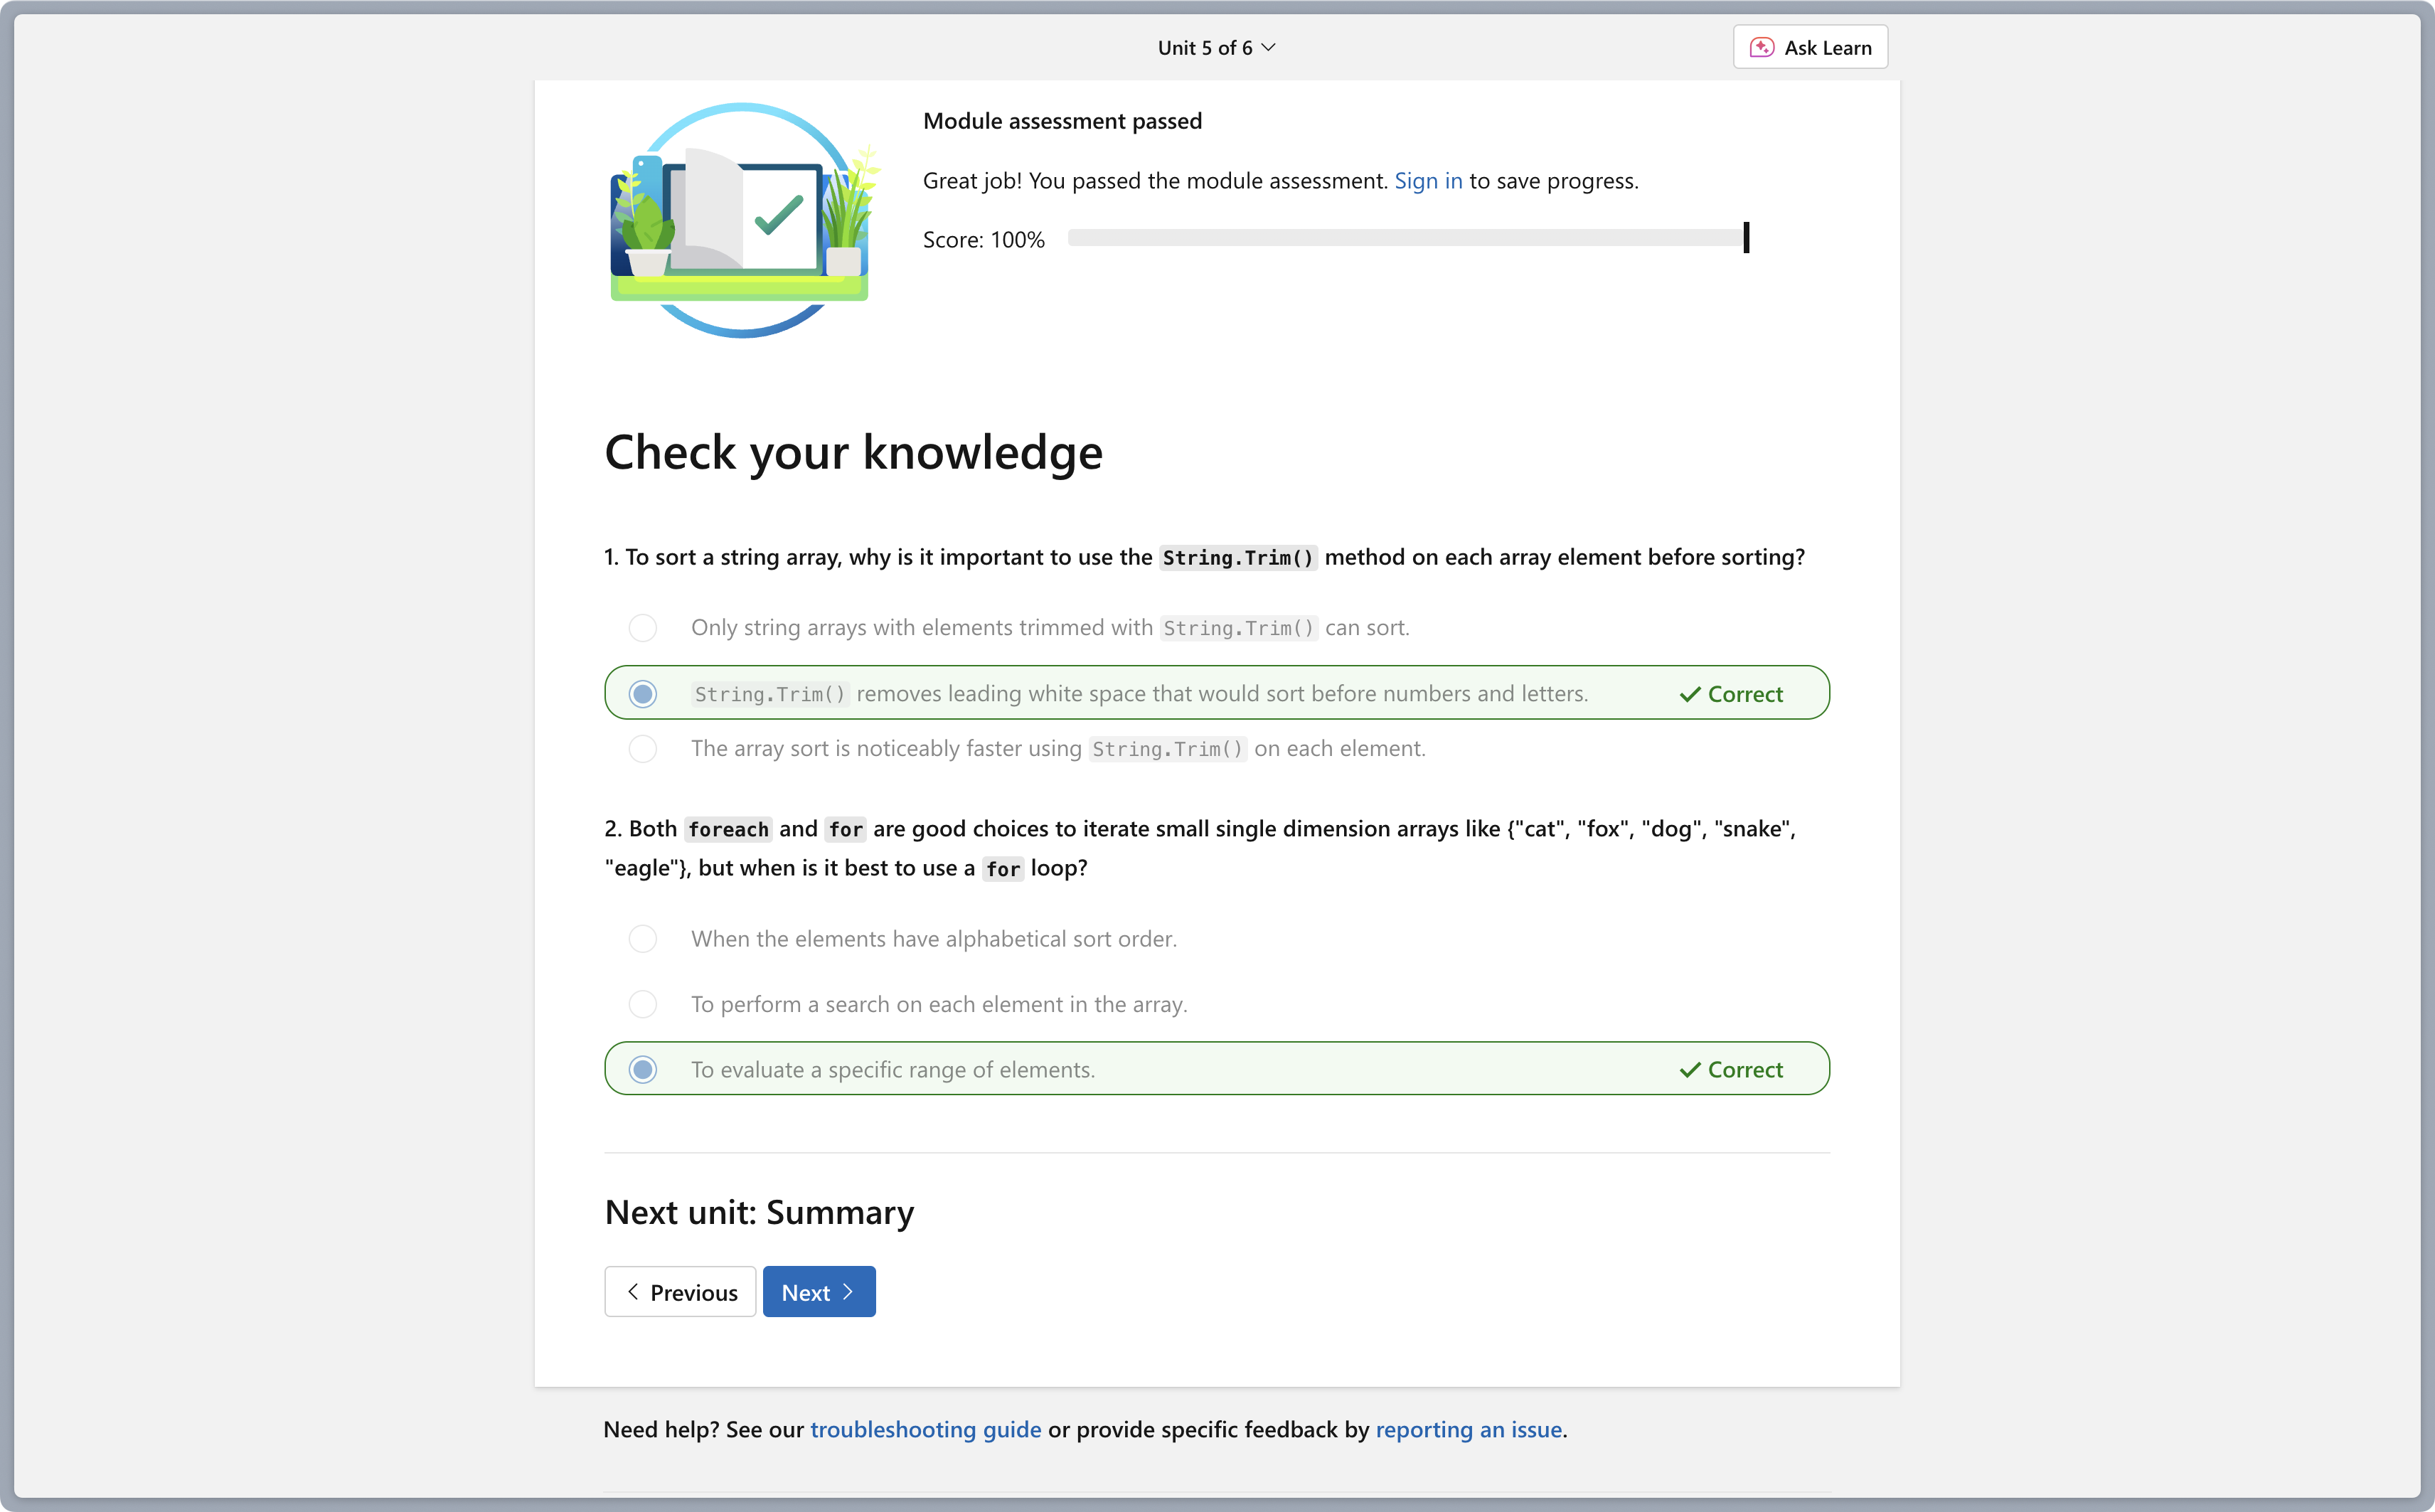 Unit 5 of 6
Ask Learn
Module assessment passed
Great job! You passed the module assessment. Sign in to save progress.
Score: 100%
Check your knowledge
1. To sort a string array, why is it important to use the String.Trim() method on each array element before sorting?
Only string arrays with elements trimmed with String.Trim() can sort.
String.Trim() removes leading white space that would sort before numbers and letters.
Correct
The array sort is noticeably faster using String.Trim() on each element.
2. Both foreach and for are good choices to iterate small single dimension arrays like {"cat", "fox", "dog", "snake",
"eagle"}, but when is it best to use a for loop?
When the elements have alphabetical sort order.
To perform a search on each element in the array.
To evaluate a specific range of elements.
Correct
Next unit: Summary
Previous
Next
Need help? See our troubleshooting guide or provide specific feedback by reporting an issue.